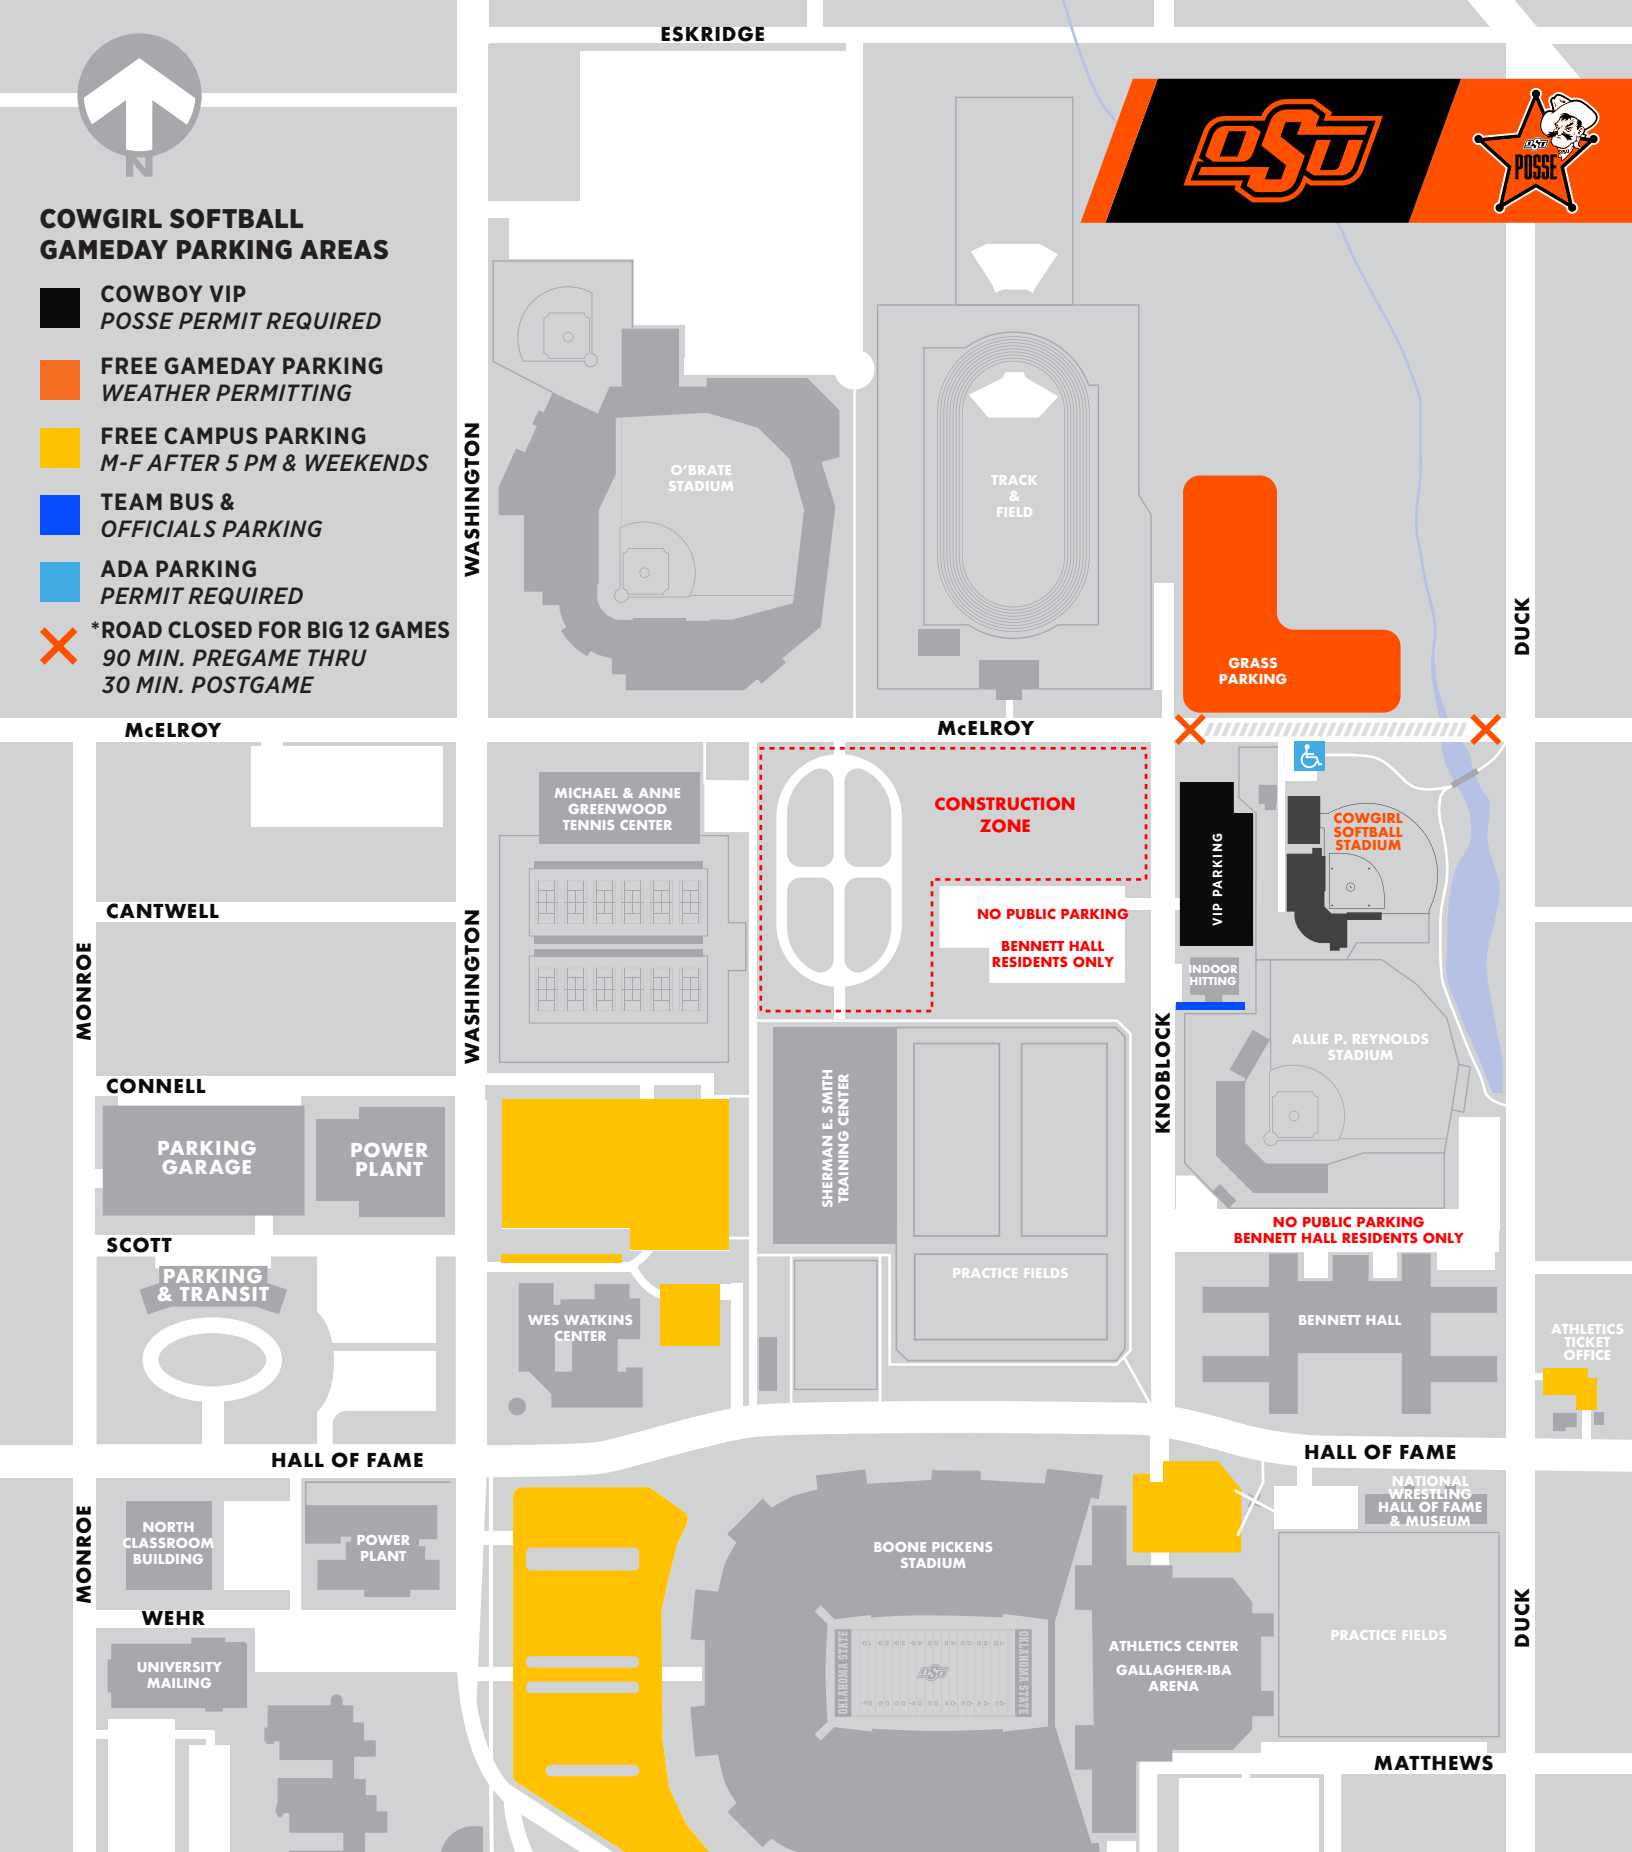 ESKRIDGE
N
OSU
OSU
POSSE
COWGIRL SOFTBALL
GAMEDAY PARKING AREAS
COWBOY VIP
POSSE PERMIT REQUIRED
FREE GAMEDAY PARKING
WEATHER PERMITTING
FREE CAMPUS PARKING
M-F AFTER 5 PM & WEEKENDS
TEAM BUS &
OFFICIALS PARKING
ADA PARKING
PERMIT REQUIRED
*ROAD CLOSED FOR BIG 12 GAMES
90 MIN. PREGAME THRU
30 MIN. POSTGAME
WASHINGTON
O'BRATE
STADIUM
TRACK
&
FIELD
GRASS
PARKING
DUCK
McELROY
McELROY
MICHAEL & ANNE
GREENWOOD
TENNIS CENTER
CONSTRUCTION
ZONE
VIP PARKING
COWGIRL
SOFTBALL
STADIUM
CANTWELL
MONROE
WASHINGTON
NO PUBLIC PARKING
BENNETT HALL
RESIDENTS ONLY
INDOOR
HITTING
KNOBLOCK
ALLIE P. REYNOLDS
STADIUM
CONNELL
PARKING
GARAGE
POWER
PLANT
SHERMAN E. SMITH
TRAINING CENTER
NO PUBLIC PARKING
BENNETT HALL RESIDENTS ONLY
SCOTT
PARKING
& TRANSIT
WES WATKINS
CENTER
PRACTICE FIELDS
BENNETT HALL
ATHLETICS
TICKET
OFFICE
HALL OF FAME
HALL OF FAME
NATIONAL
WRESTLING
HALL OF FAME
& MUSEUM
MONROE
NORTH
CLASSROOM
BUILDING
POWER
PLANT
BOONE PICKENS
STADIUM
WEHR
UNIVERSITY
MAILING
OKLAHOMA STATE
OSU
OKLAHOMA STATE
ATHLETICS CENTER
GALLAGHER-IBA
ARENA
PRACTICE FIELDS
DUCK
MATTHEWS